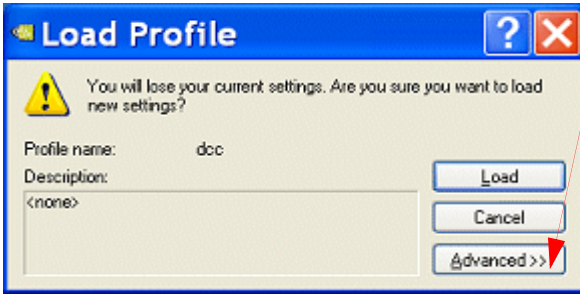 Load Profile
You will lose your current settings. Are you sure you want to load
new settings?
Profile name: dcc
Description:
<none>
Load
Cancel
Advanced >>